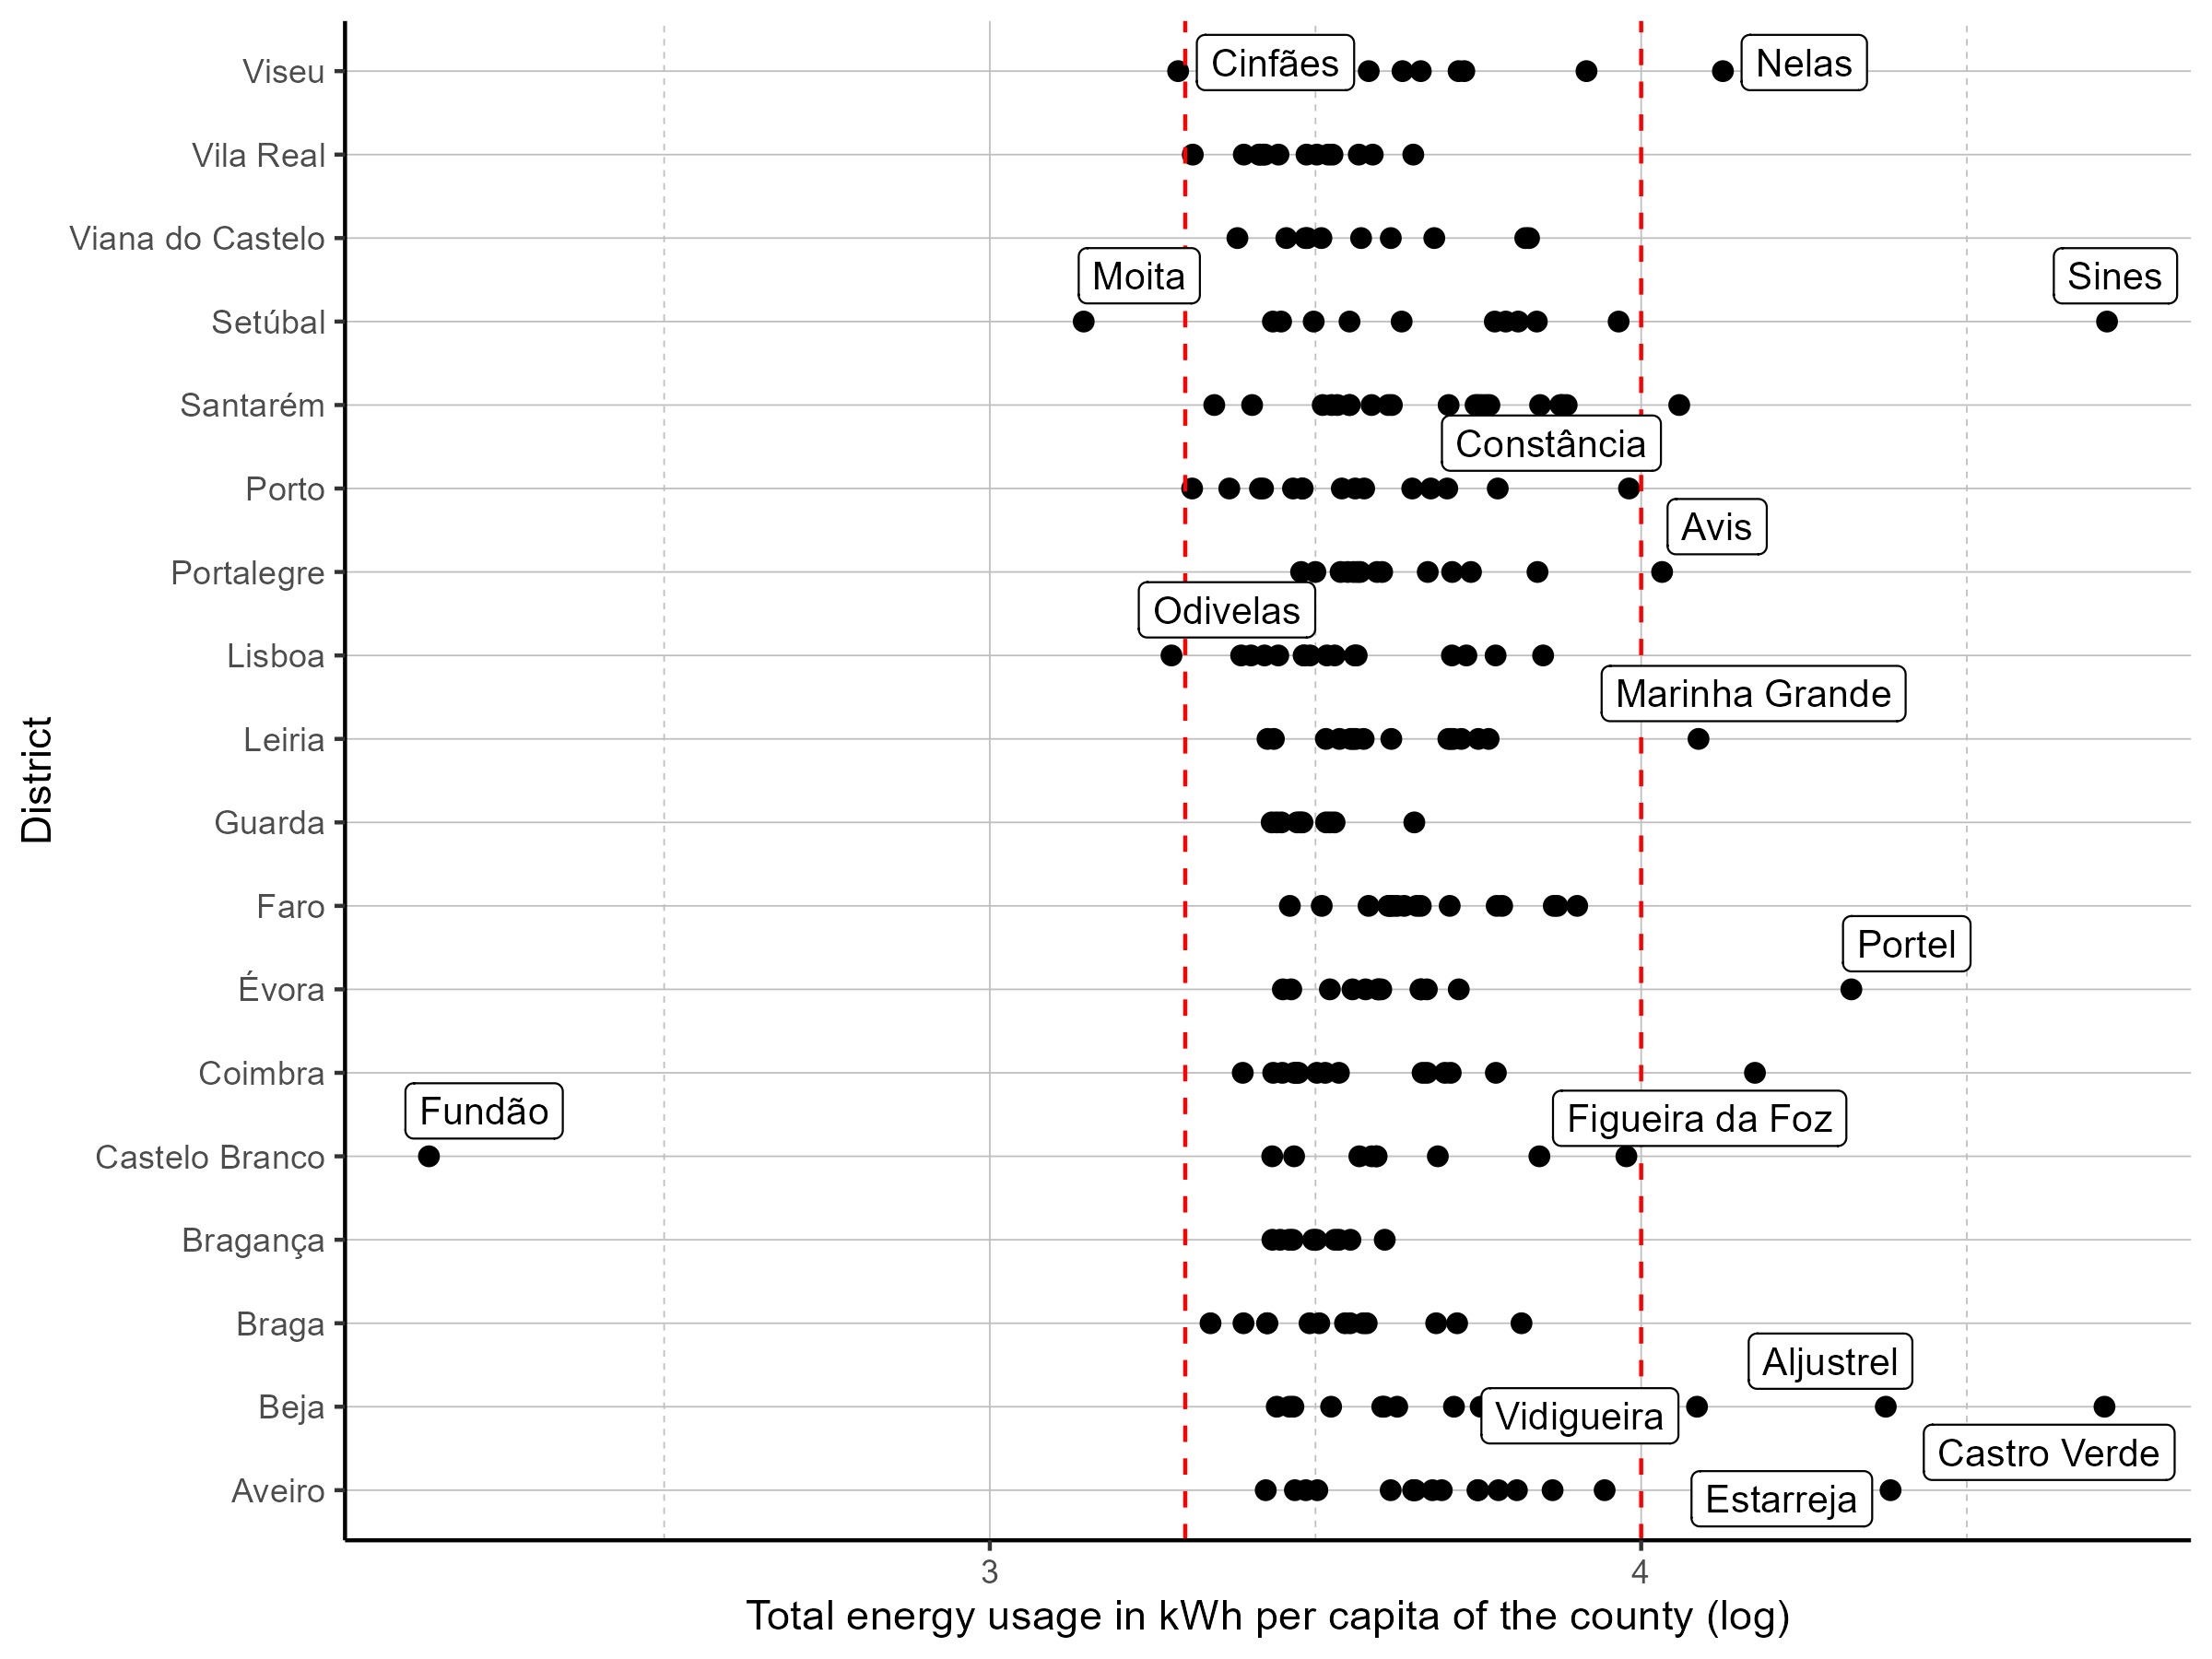 Viseu
Cinfães
Nelas
Vila Real
Viana do Castelo
Moita
Sines
Setúbal
Santarém
Constância
Porto
Avis
Portalegre
Odivelas
Lisboa
Marinha Grande
Leiria
Guarda
Faro
Portel
Évora
Coimbra
Fundão
Figueira da Foz
Castelo Branco
Bragança
Braga
Aljustrel
Beja
Vidigueira
Castro Verde
Aveiro
Estarreja
District
3
4
Total energy usage in kWh per capita of the county (log)